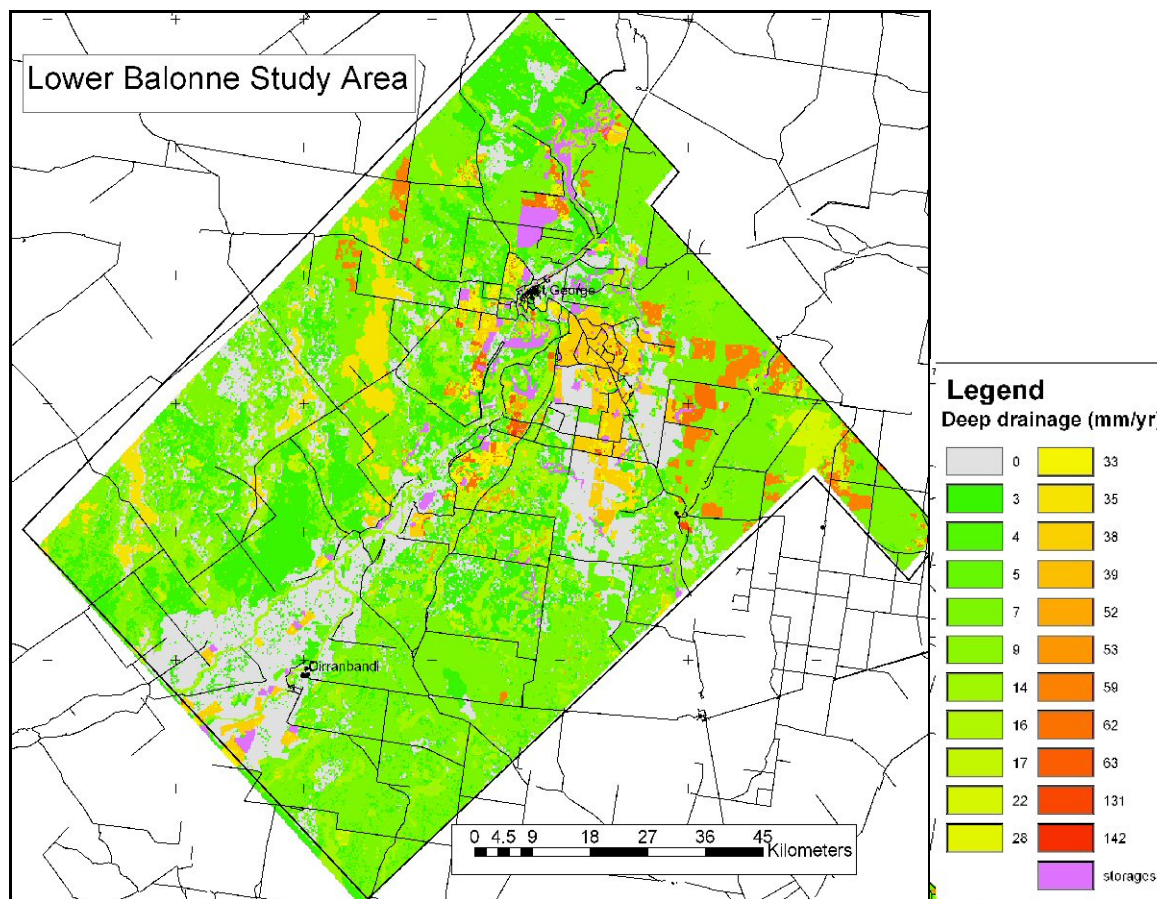 Lower Balonne Study Area
t George
Dirranbandi
0 4.5 9 18 27 36 45
Kilometers
7
Legend
Deep drainage (mm/yr)
0 33
3 35
4 38
5 39
7 52
9 53
14 59
16 62
17 63
22 131
28 142
storages